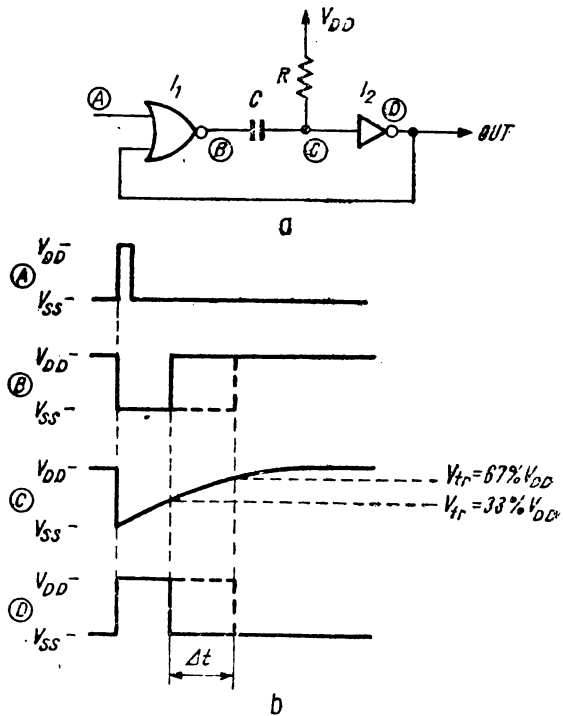 V_DD
A
I_1
R
I_2
C
D
B
C
OUT
a
V_DD
A
V_SS
V_DD
B
V_SS
V_DD
V_tr = 67% V_DD
C
V_tr = 33% V_DD
V_SS
V_DD
D
V_SS
Δt
b